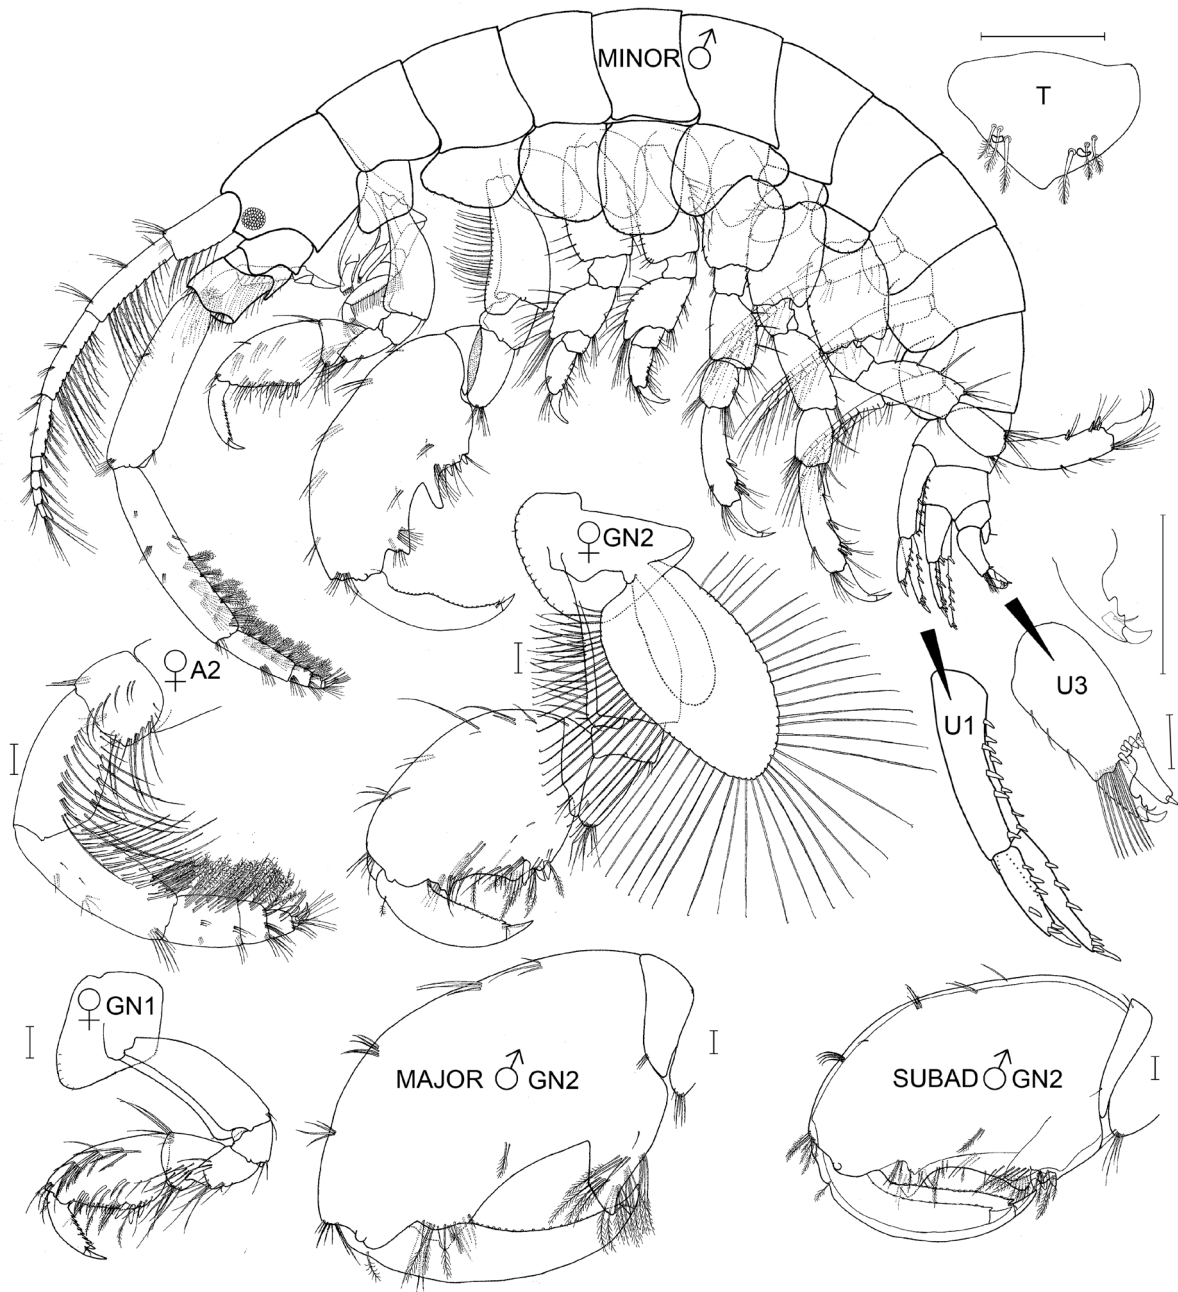 MINOR ♂
T
♀ GN2
♀ A2
U3
U1
♀ GN1
MAJOR ♂ GN2
SUBAD ♂ GN2